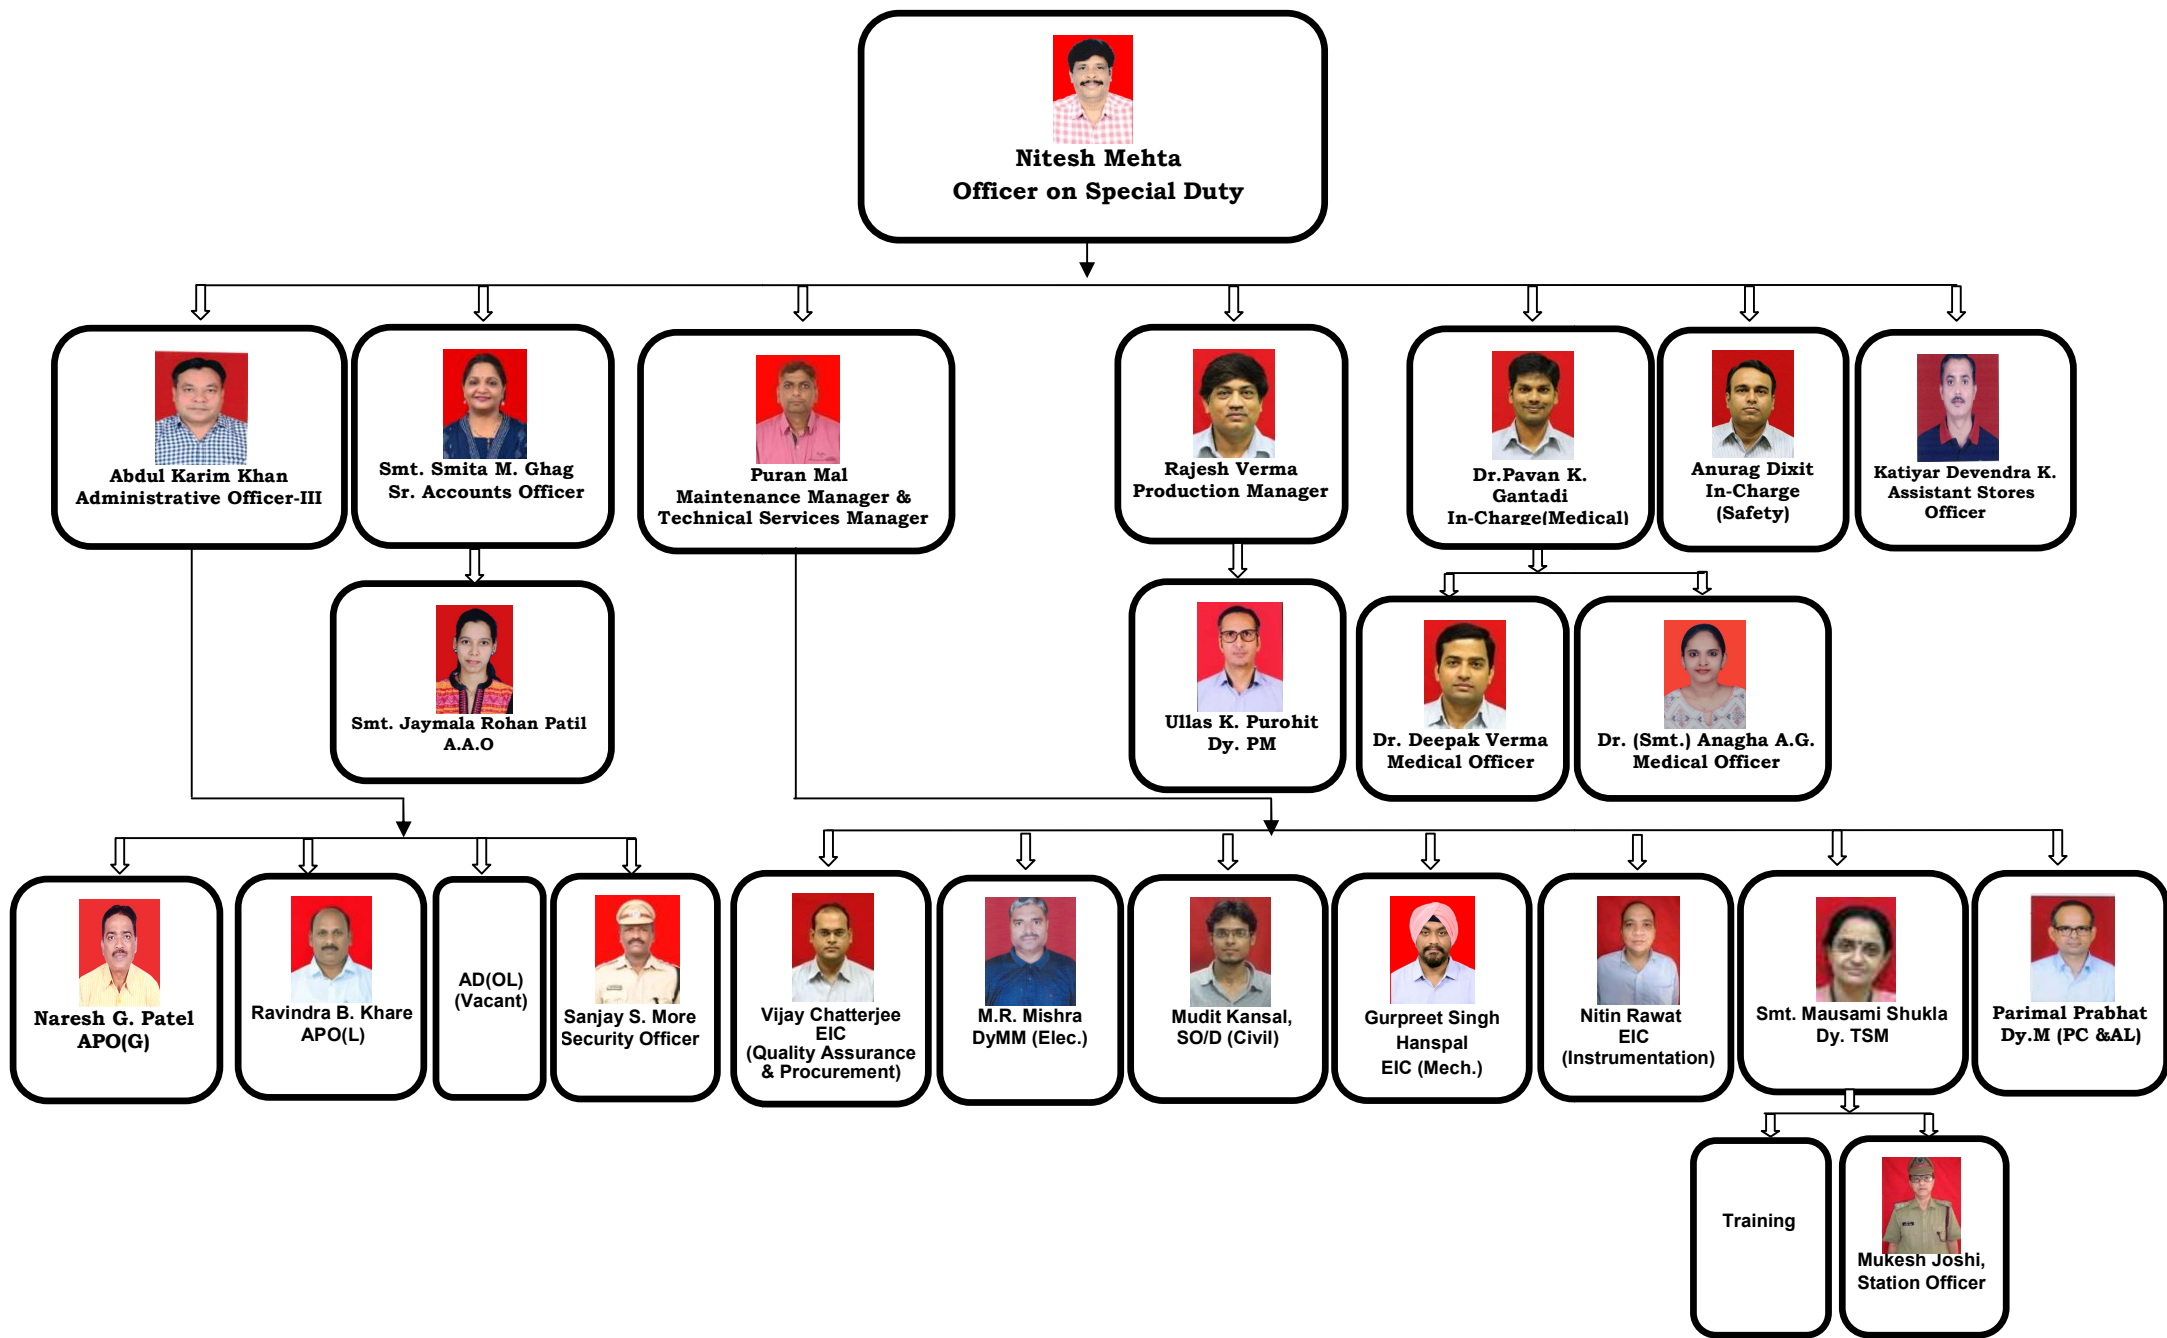 Nitesh Mehta
Officer on Special Duty
Abdul Karim Khan
Administrative Officer-III
Smt. Smita M. Ghag
Sr. Accounts Officer
Puran Mal
Maintenance Manager &
Technical Services Manager
Rajesh Verma
Production Manager
Dr.Pavan K.
Gantadi
In-Charge(Medical)
Anurag Dixit
In-Charge
(Safety)
Katiyar Devendra K.
Assistant Stores
Officer
Smt. Jaymala Rohan Patil
A.A.O
Ullas K. Purohit
Dy. PM
Dr. Deepak Verma
Medical Officer
Dr. (Smt.) Anagha A.G.
Medical Officer
Naresh G. Patel
APO(G)
Ravindra B. Khare
APO(L)
AD(OL)
(Vacant)
Sanjay S. More
Security Officer
Vijay Chatterjee
EIC
(Quality Assurance
& Procurement)
M.R. Mishra
DyMM (Elec.)
Mudit Kansal,
SO/D (Civil)
Gurpreet Singh
Hanspal
EIC (Mech.)
Nitin Rawat
EIC
(Instrumentation)
Smt. Mausami Shukla
Dy. TSM
Parimal Prabhat
Dy.M (PC &AL)
Training
Mukesh Joshi,
Station Officer